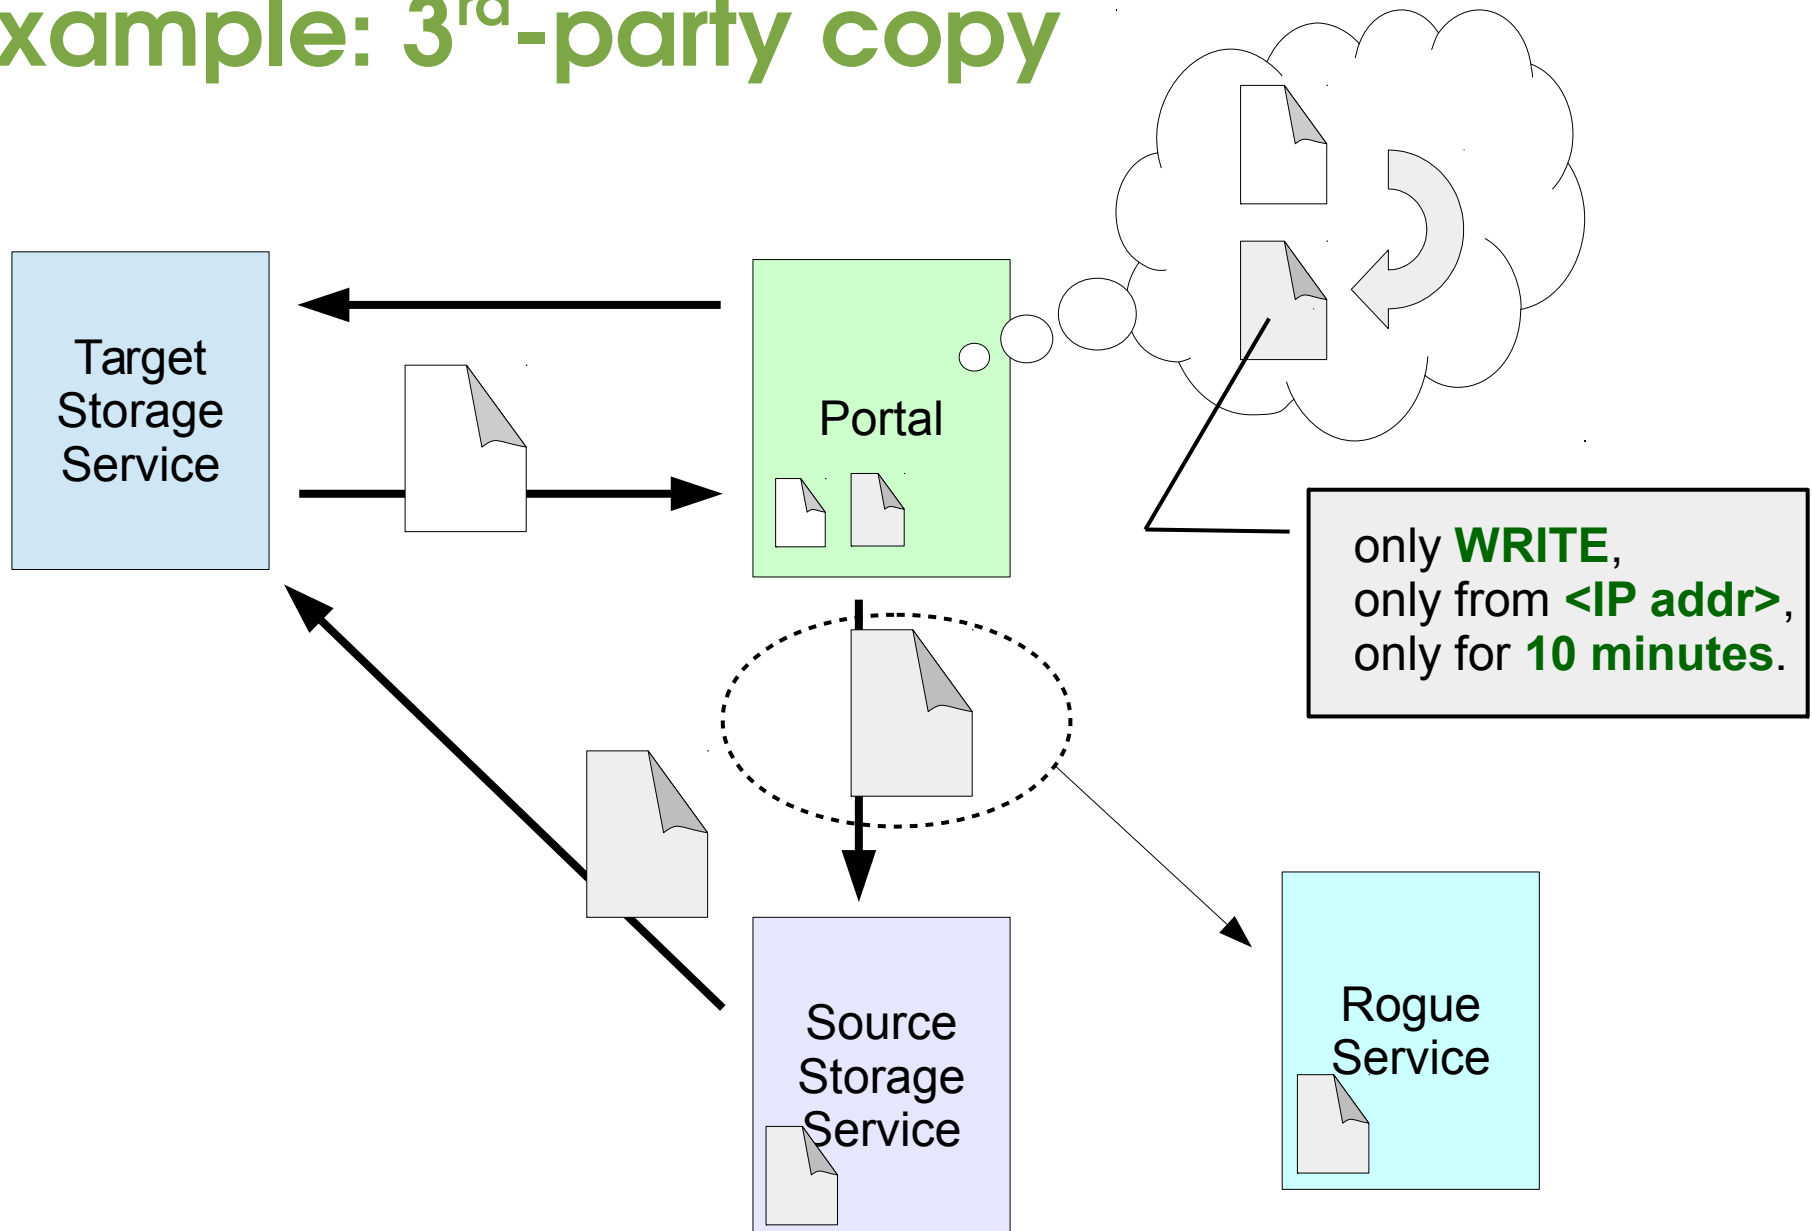 xample: 3rd-party copy
Target
Storage
Service
Portal
only WRITE,
only from <IP addr>,
only for 10 minutes.
Source
Storage
Service
Rogue
Service